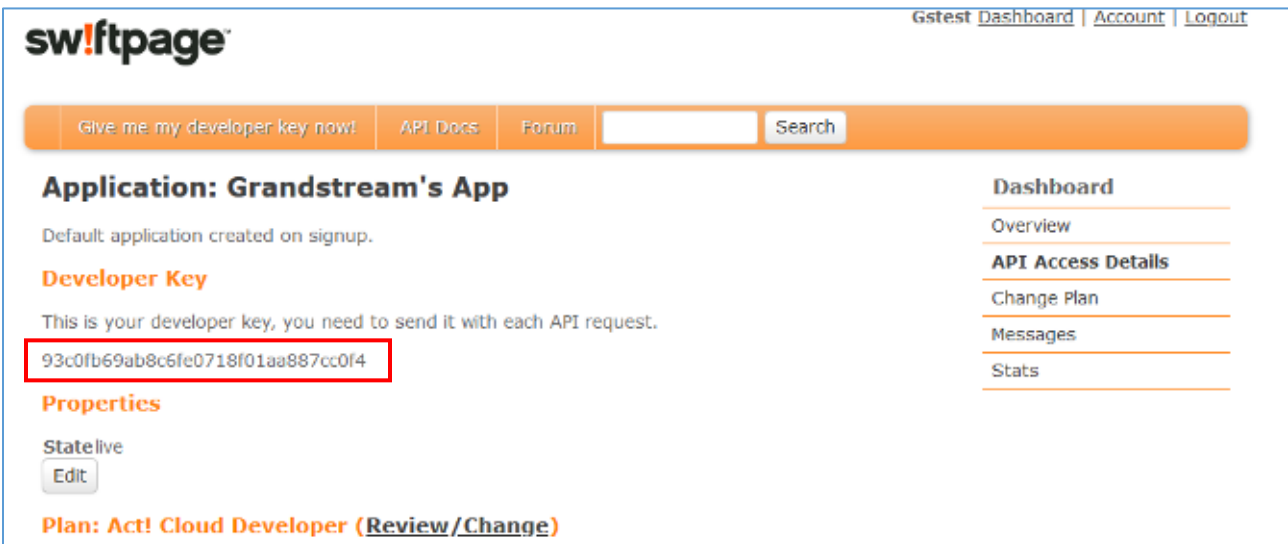 Gstest Dashboard | Account | Logout
sw!ftpage
Give me my developer key now!
API Docs
Forum
Search
Application: Grandstream's App
Default application created on signup.
Developer Key
This is your developer key, you need to send it with each API request.
93c0fb69ab8c6fe0718f01aa887cc0f4
Properties
State live
Edit
Plan: Act! Cloud Developer (Review/Change)
Dashboard
Overview
API Access Details
Change Plan
Messages
Stats